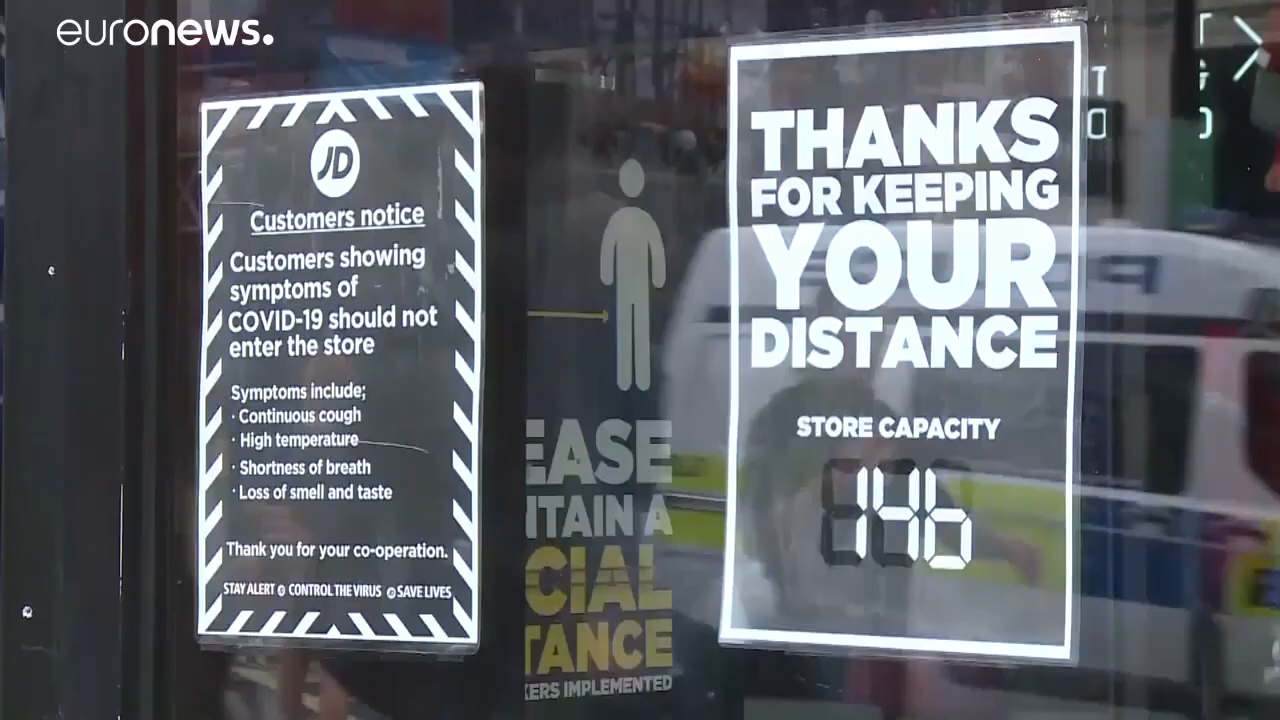 euronews.
JD
Customers notice
Customers showing
symptoms of
COVID-19 should not
enter the store
Symptoms include;
· Continuous cough
· High temperature
· Shortness of breath
· Loss of smell and taste
Thank you for your co-operation.
STAY ALERT CONTROL THE VIRUS SAVE LIVES
EASE
TAIN A
CIAL
TANCE
KERS IMPLEMENTED
THANKS
FOR KEEPING
YOUR
DISTANCE
STORE CAPACITY
146